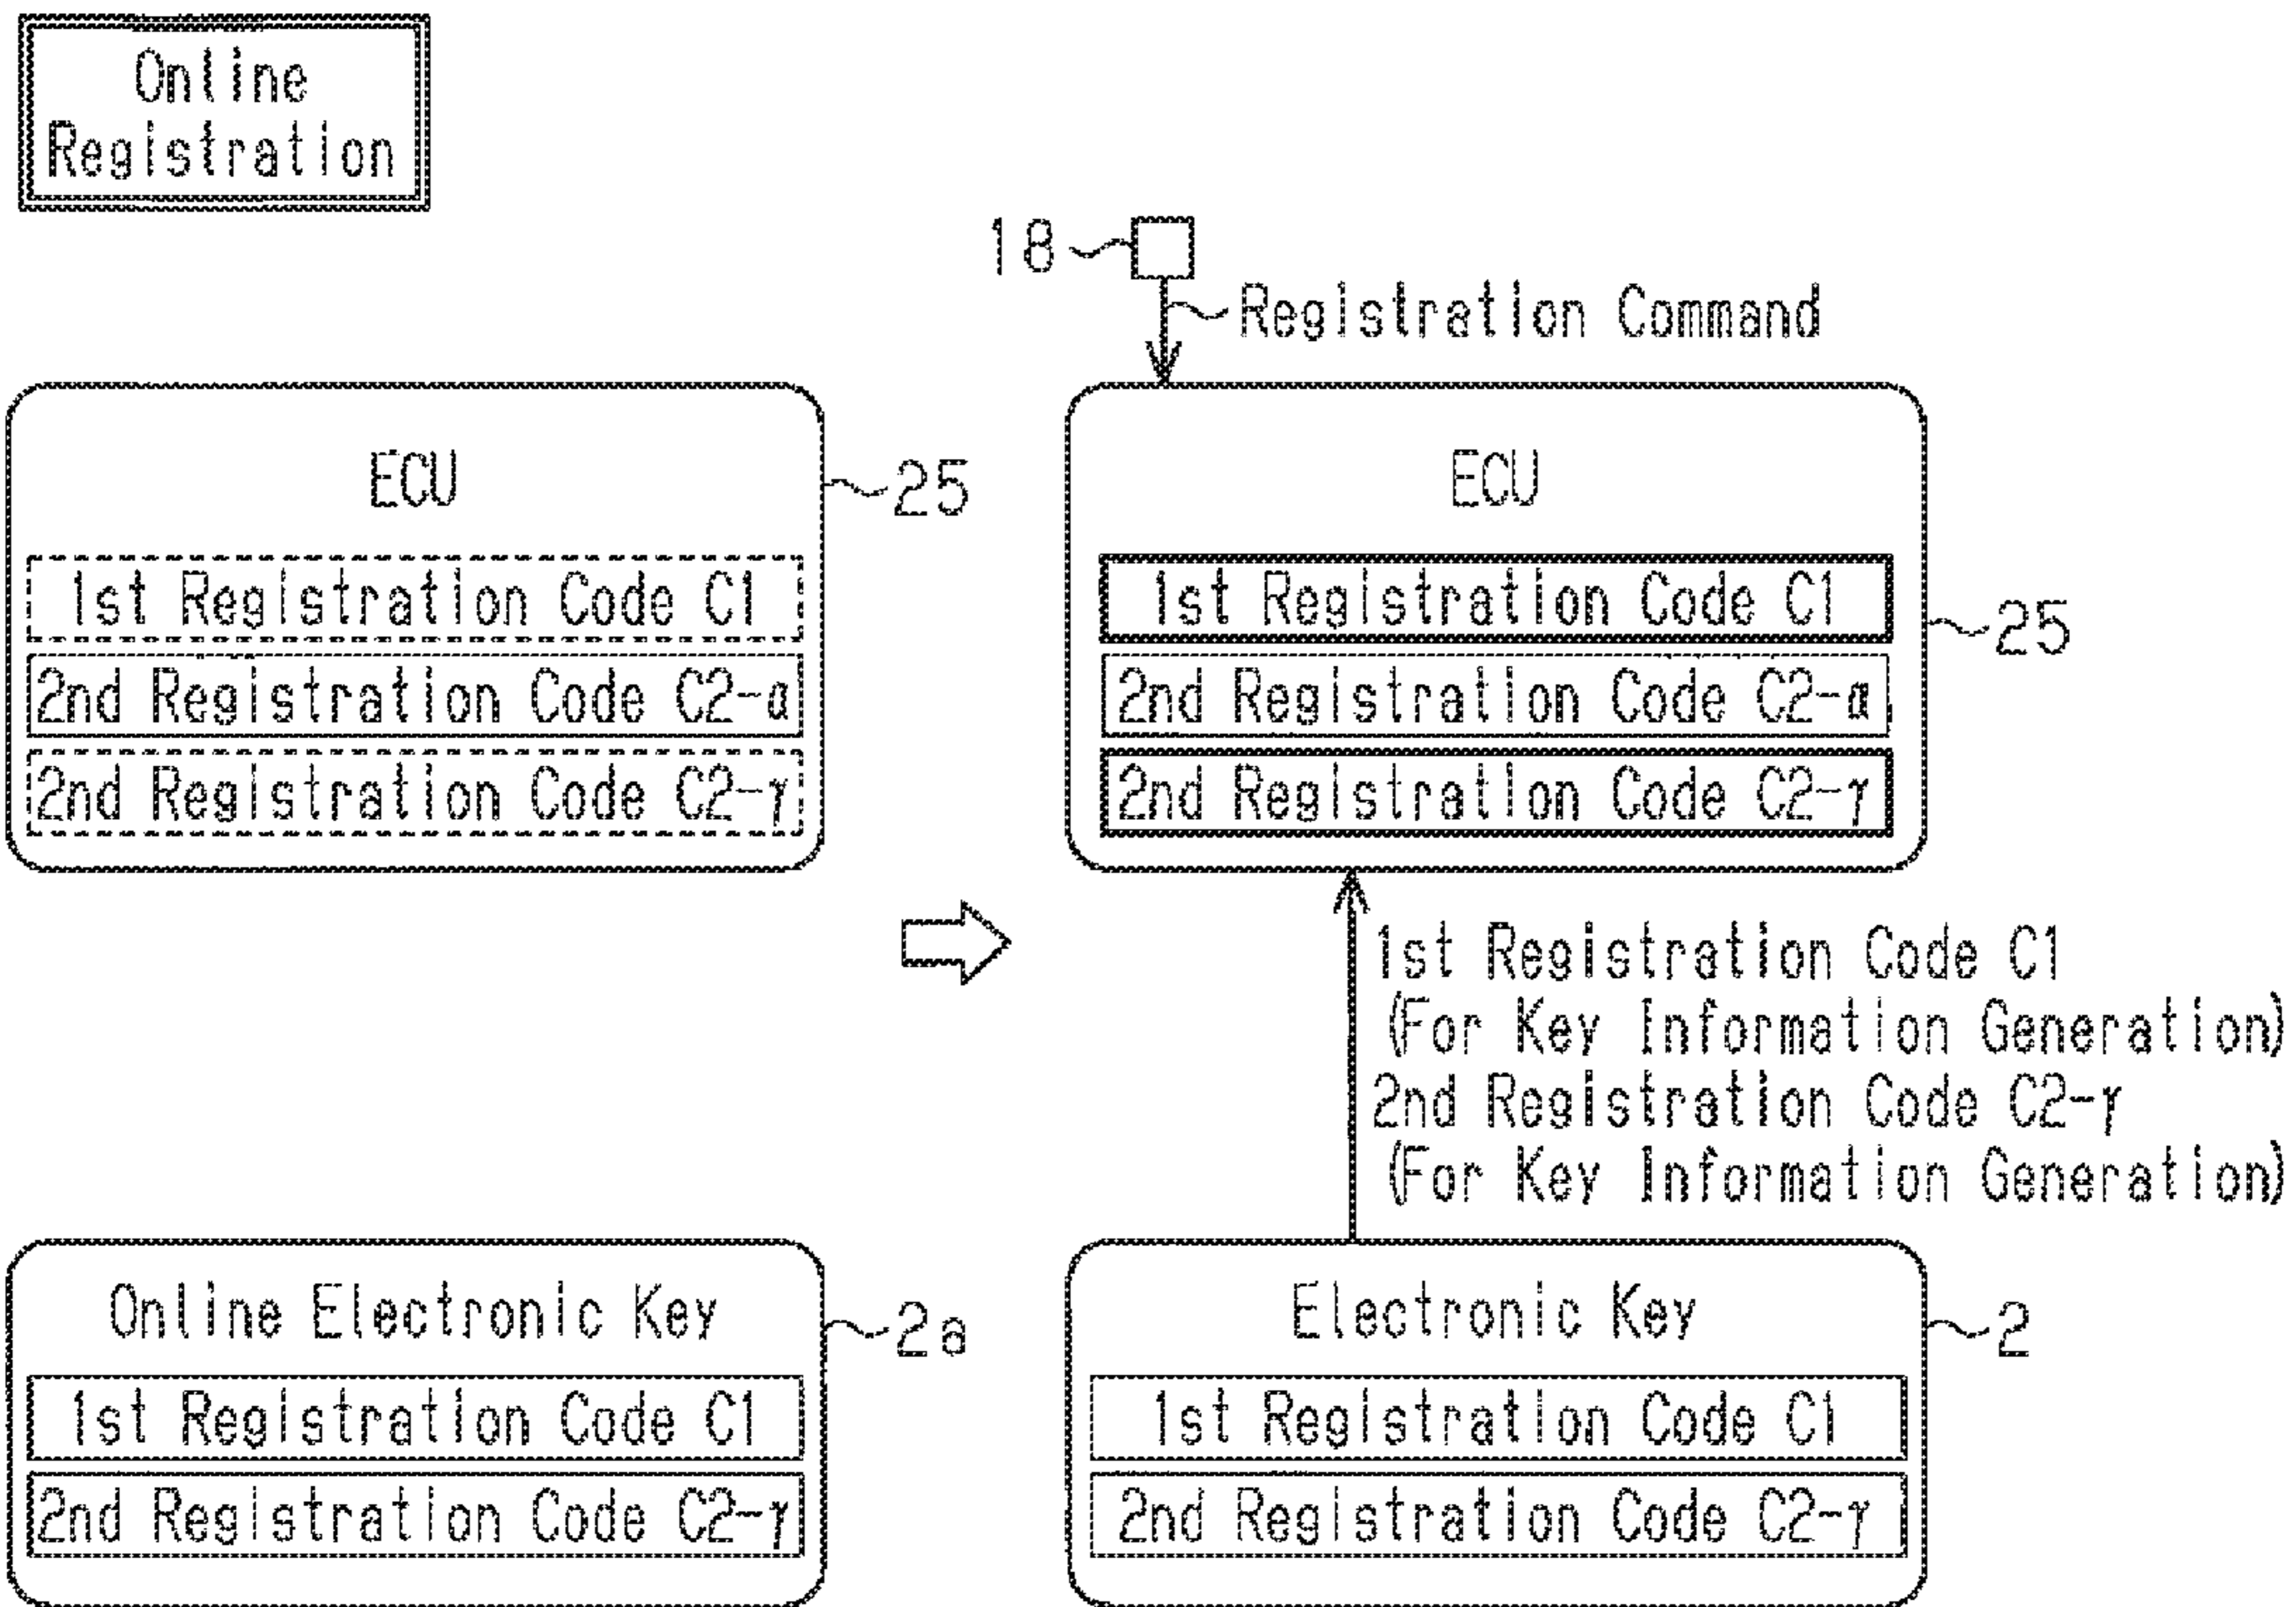 Online
Registration
18
Registration Command
ECU
25
1st Registration Code C1
2nd Registration Code C2-α
2nd Registration Code C2-γ
ECU
25
1st Registration Code C1
2nd Registration Code C2-α
2nd Registration Code C2-γ
1st Registration Code C1
(For Key Information Generation)
2nd Registration Code C2-γ
(For Key Information Generation)
Online Electronic Key
2a
1st Registration Code C1
2nd Registration Code C2-γ
Electronic Key
2
1st Registration Code C1
2nd Registration Code C2-γ